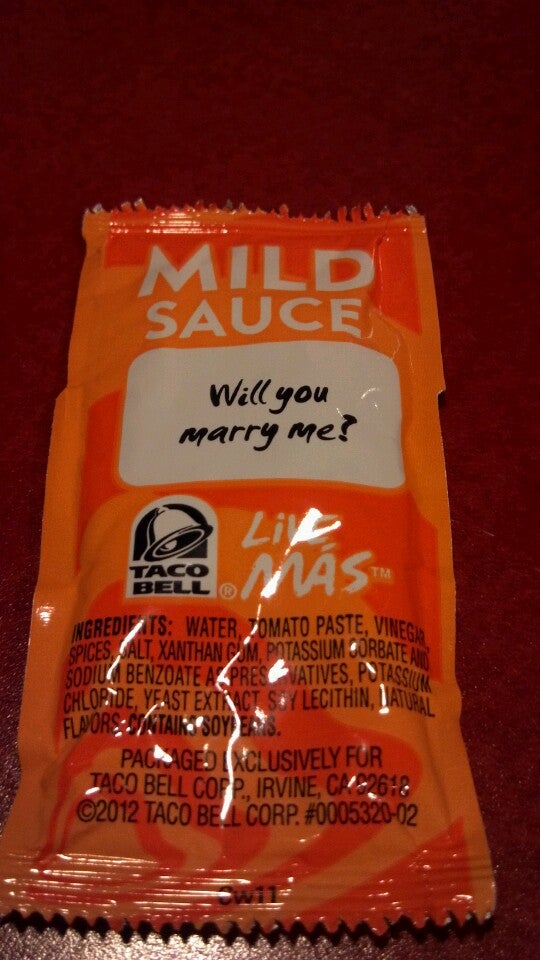 MILD
SAUCE
Will you
marry me?
LiVE
MÁS™
TACO
BELL ®
INGREDIENTS: WATER, TOMATO PASTE, VINEGAR,
SPICES, SALT, XANTHAN GUM, POTASSIUM SORBATE AND
SODIUM BENZOATE AS PRESERVATIVES, POTASSIUM
CHLORIDE, YEAST EXTRACT, SOY LECITHIN, NATURAL
FLAVORS. CONTAINS SOYBEANS.
PACKAGED EXCLUSIVELY FOR
TACO BELL CORP., IRVINE, CA 92618
©2012 TACO BELL CORP. #0005320-02